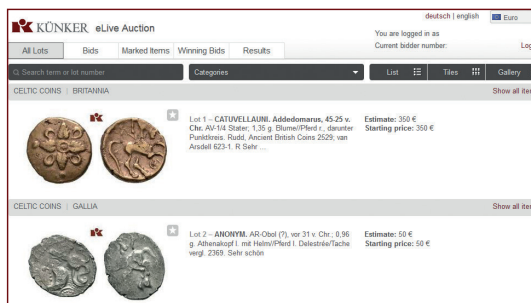 deutsch | english
Euro
KÜNKER eLive Auction
You are logged in as
Current bidder number:
Log
All Lots
Bids
Marked Items
Winning Bids
Results
Search term or lot number
Categories
List
Tiles
Gallery
CELTIC COINS | BRITANNIA
Show all ite
Lot 1 – CATUVELLAUNI. Addedomarus, 45-25 v.
Chr. AV-1/4 Stater; 1,35 g. Blume//Pferd r., darunter
Punktkreis. Rudd, Ancient British Coins 2529; van
Arsdell 623-1. R Sehr ...
Estimate: 350 €
Starting price: 350 €
CELTIC COINS | GALLIA
Show all ite
Lot 2 – ANONYM. AR-Obol (?), vor 31 v. Chr.; 0,96
g. Athenakopf l. mit Helm//Pferd l. Delestrée/Tache
vergl. 2369. Sehr schön
Estimate: 50 €
Starting price: 50 €